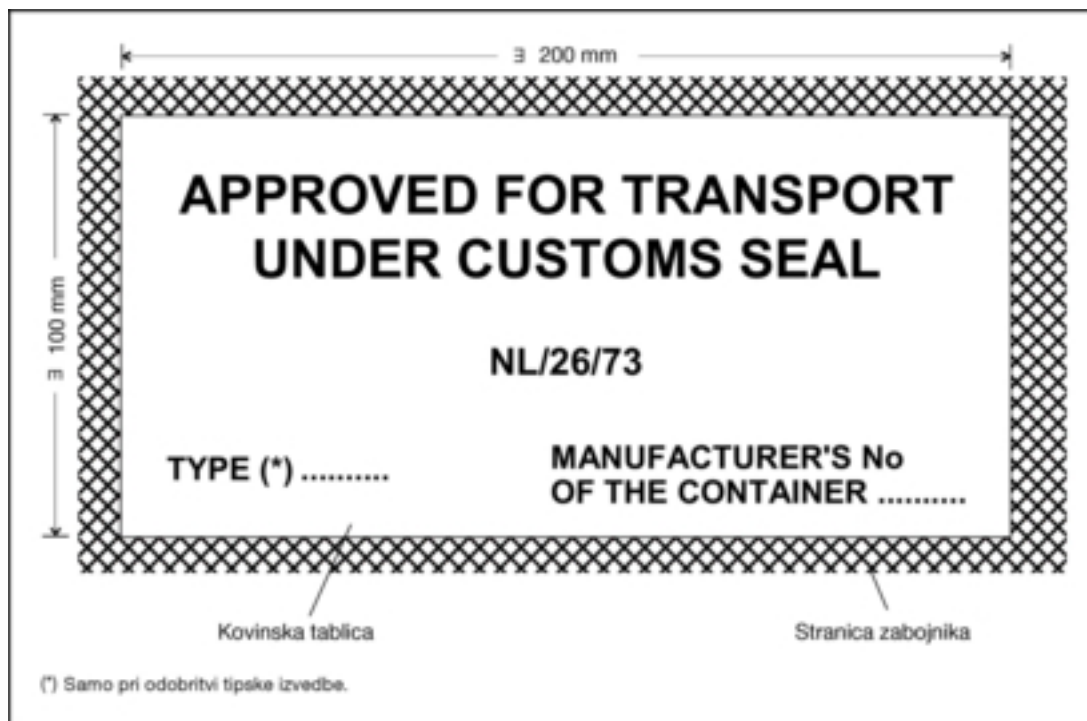 ∃ 200 mm
∃ 100 mm
APPROVED FOR TRANSPORT
UNDER CUSTOMS SEAL
NL/26/73
TYPE (*) ..........
MANUFACTURER'S No
OF THE CONTAINER ..........
Kovinska tablica
Stranica zabojnika
(*) Samo pri odobritvi tipske izvedbe.